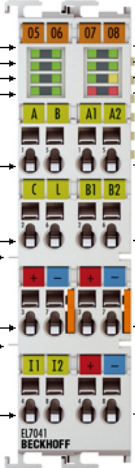 05 06 07 08
A B A1 A2
C L B1 B2
+ − + −
I1 I2 + −
EL7041
BECKHOFF